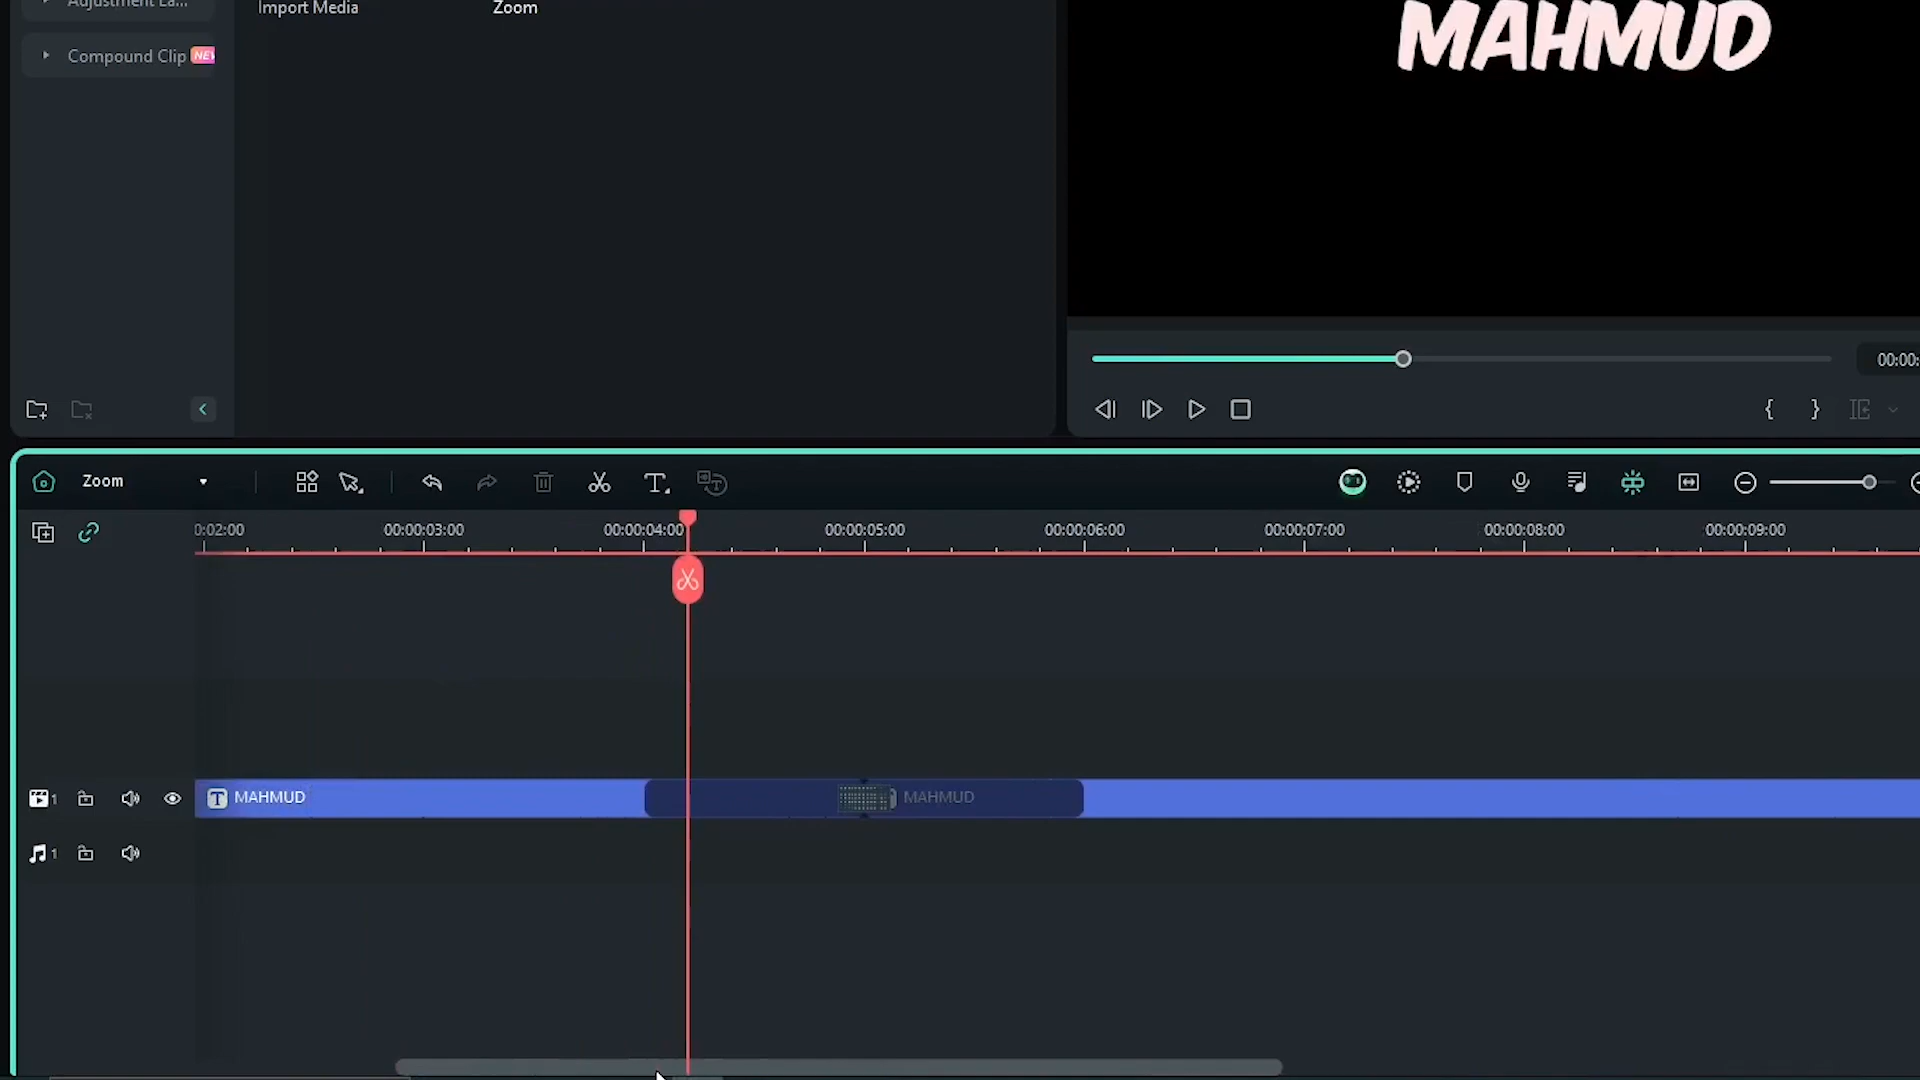 Adjustment La...
Import Media
Zoom
MAHMUD
Compound Clip NEW
00:00:
Zoom
0:02:00
00:00:03:00
00:00:04:00
00:00:05:00
00:00:06:00
00:00:07:00
00:00:08:00
00:00:09:00
MAHMUD
MAHMUD
1
1